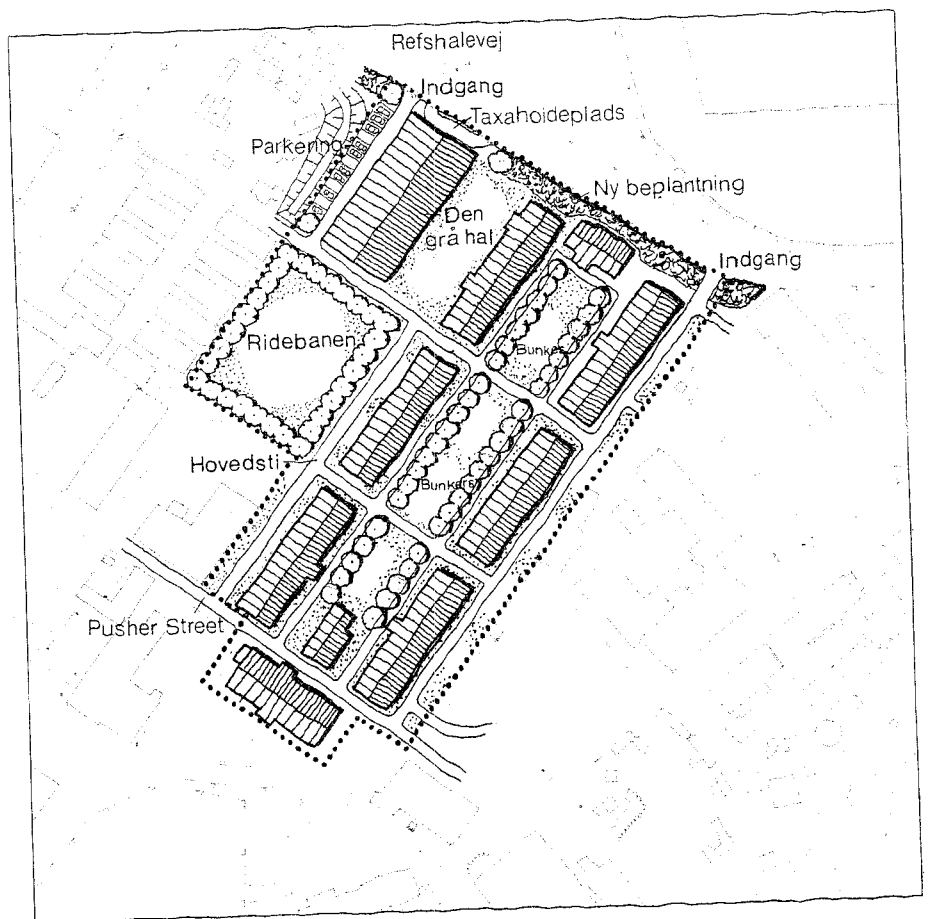 Refshalevej
Indgang
Taxaholdeplads
Parkering
Ny beplantning
Den
grå hal
Indgang
Ridebanen
Bunker
Hovedsti
Bunkers
Pusher Street